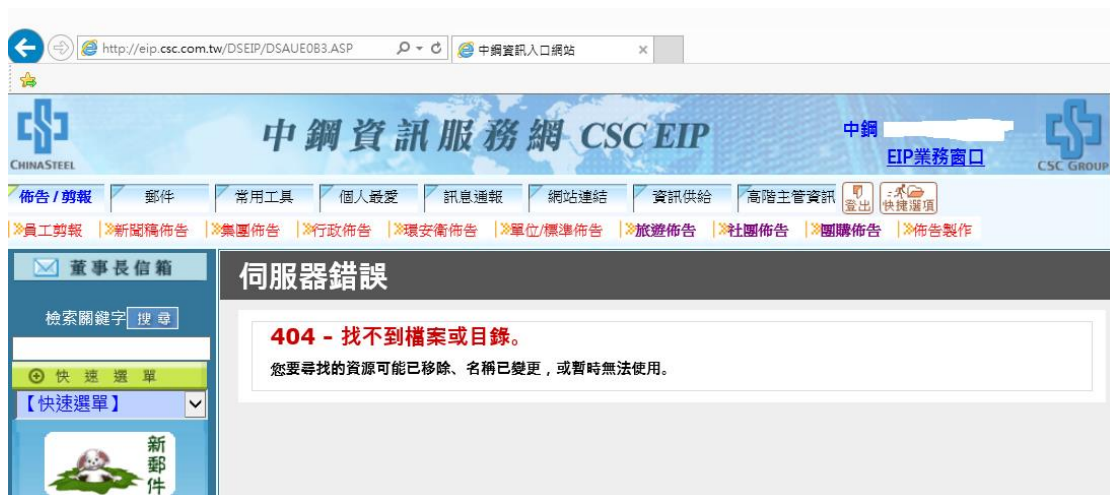 http://eip.csc.com.tw/DSEIP/DSAUE0B3.ASP
中鋼資訊入口網站
CHINASTEEL
中鋼資訊服務網 CSC EIP
中鋼
EIP業務窗口
CSC GROUP
佈告/剪報 郵件 常用工具 個人最愛 訊息通報 網站連結 資訊供給 高階主管資訊 登出 快捷選項
員工剪報 新聞稿佈告 集團佈告 行政佈告 環安衛佈告 單位/標準佈告 旅遊佈告 社團佈告 團購佈告 佈告製作
董事長信箱
檢索關鍵字 搜尋
快速選單
【快速選單】
新郵件
伺服器錯誤
404 - 找不到檔案或目錄。
您要尋找的資源可能已移除、名稱已變更，或暫時無法使用。